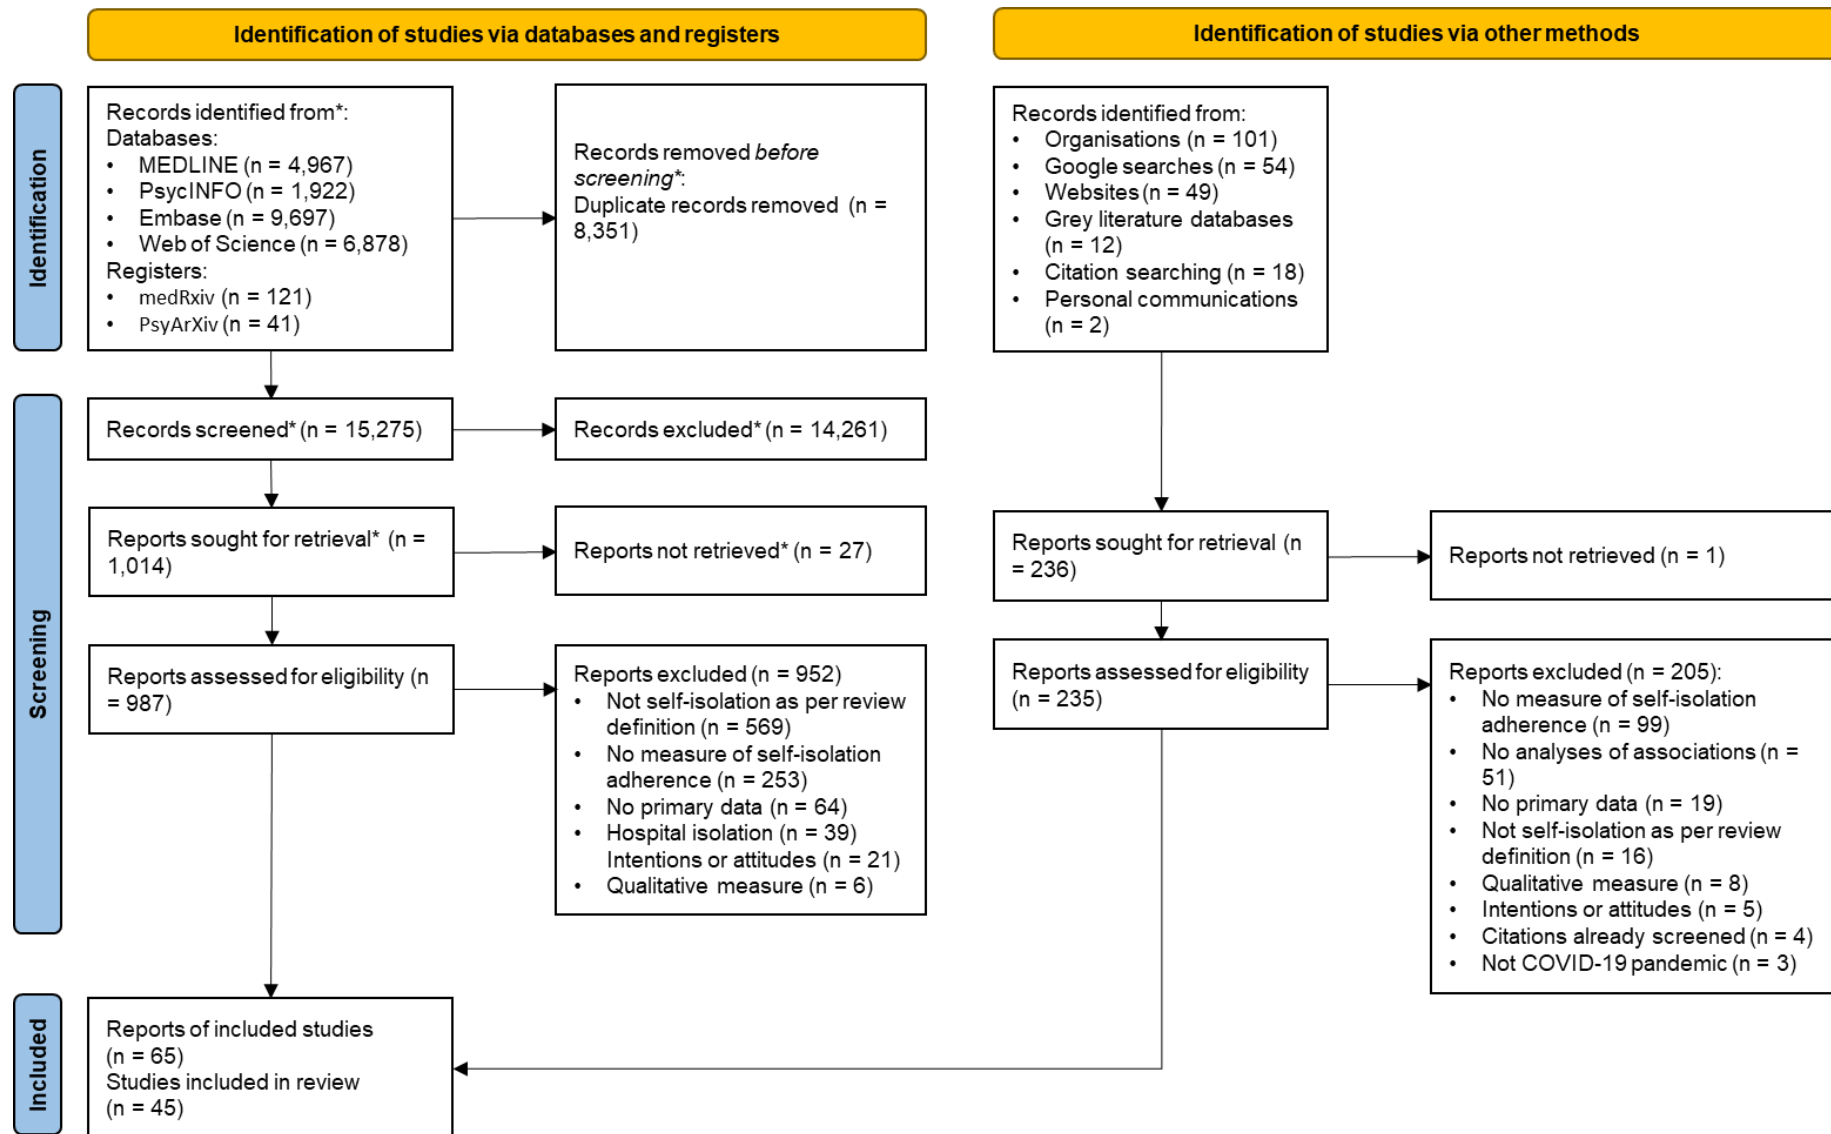 Identification of studies via databases and registers
Identification of studies via other methods
Identification
Records identified from*:
Databases:
• MEDLINE (n = 4,967)
• PsycINFO (n = 1,922)
• Embase (n = 9,697)
• Web of Science (n = 6,878)
Registers:
• medRxiv (n = 121)
• PsyArXiv (n = 41)
Records removed before
screening*:
Duplicate records removed (n =
8,351)
Records identified from:
• Organisations (n = 101)
• Google searches (n = 54)
• Websites (n = 49)
• Grey literature databases
(n = 12)
• Citation searching (n = 18)
• Personal communications
(n = 2)
Screening
Records screened* (n = 15,275)
Records excluded* (n = 14,261)
Reports sought for retrieval* (n =
1,014)
Reports not retrieved* (n = 27)
Reports sought for retrieval (n
= 236)
Reports not retrieved (n = 1)
Reports assessed for eligibility (n
= 987)
Reports excluded (n = 952)
• Not self-isolation as per review
definition (n = 569)
• No measure of self-isolation
adherence (n = 253)
• No primary data (n = 64)
• Hospital isolation (n = 39)
Intentions or attitudes (n = 21)
• Qualitative measure (n = 6)
Reports assessed for eligibility
(n = 235)
Reports excluded (n = 205):
• No measure of self-isolation
adherence (n = 99)
• No analyses of associations (n =
51)
• No primary data (n = 19)
• Not self-isolation as per review
definition (n = 16)
• Qualitative measure (n = 8)
• Intentions or attitudes (n = 5)
• Citations already screened (n = 4)
• Not COVID-19 pandemic (n = 3)
Included
Reports of included studies
(n = 65)
Studies included in review
(n = 45)